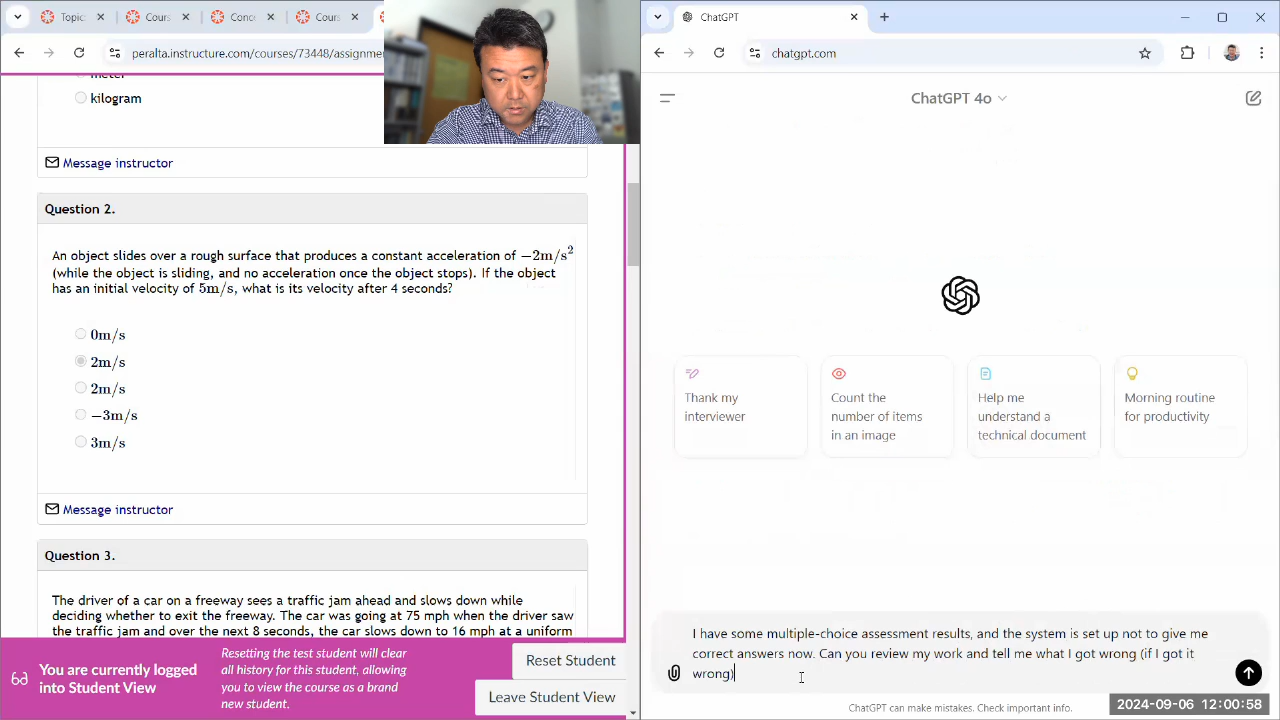 Topic
Cours
Cours
Cours
peralta.instructure.com/courses/73448/assignme
meter
kilogram
Message instructor
Question 2.
An object slides over a rough surface that produces a constant acceleration of −2m/s²
(while the object is sliding, and no acceleration once the object stops). If the object
has an initial velocity of 5m/s, what is its velocity after 4 seconds?
0m/s
2m/s
2m/s
−3m/s
3m/s
Message instructor
Question 3.
The driver of a car on a freeway sees a traffic jam ahead and slows down while
deciding whether to exit the freeway. The car was going at 75 mph when the driver saw
the traffic jam and over the next 8 seconds, the car slows down to 16 mph at a uniform
You are currently logged
into Student View
Resetting the test student will clear
all history for this student, allowing
you to view the course as a brand
new student.
Reset Student
Leave Student View
ChatGPT
chatgpt.com
ChatGPT 4o
Thank my
interviewer
Count the
number of items
in an image
Help me
understand a
technical document
Morning routine
for productivity
I have some multiple-choice assessment results, and the system is set up not to give me
correct answers now. Can you review my work and tell me what I got wrong (if I got it
wrong)
ChatGPT can make mistakes. Check important info.
2024-09-06 12:00:58